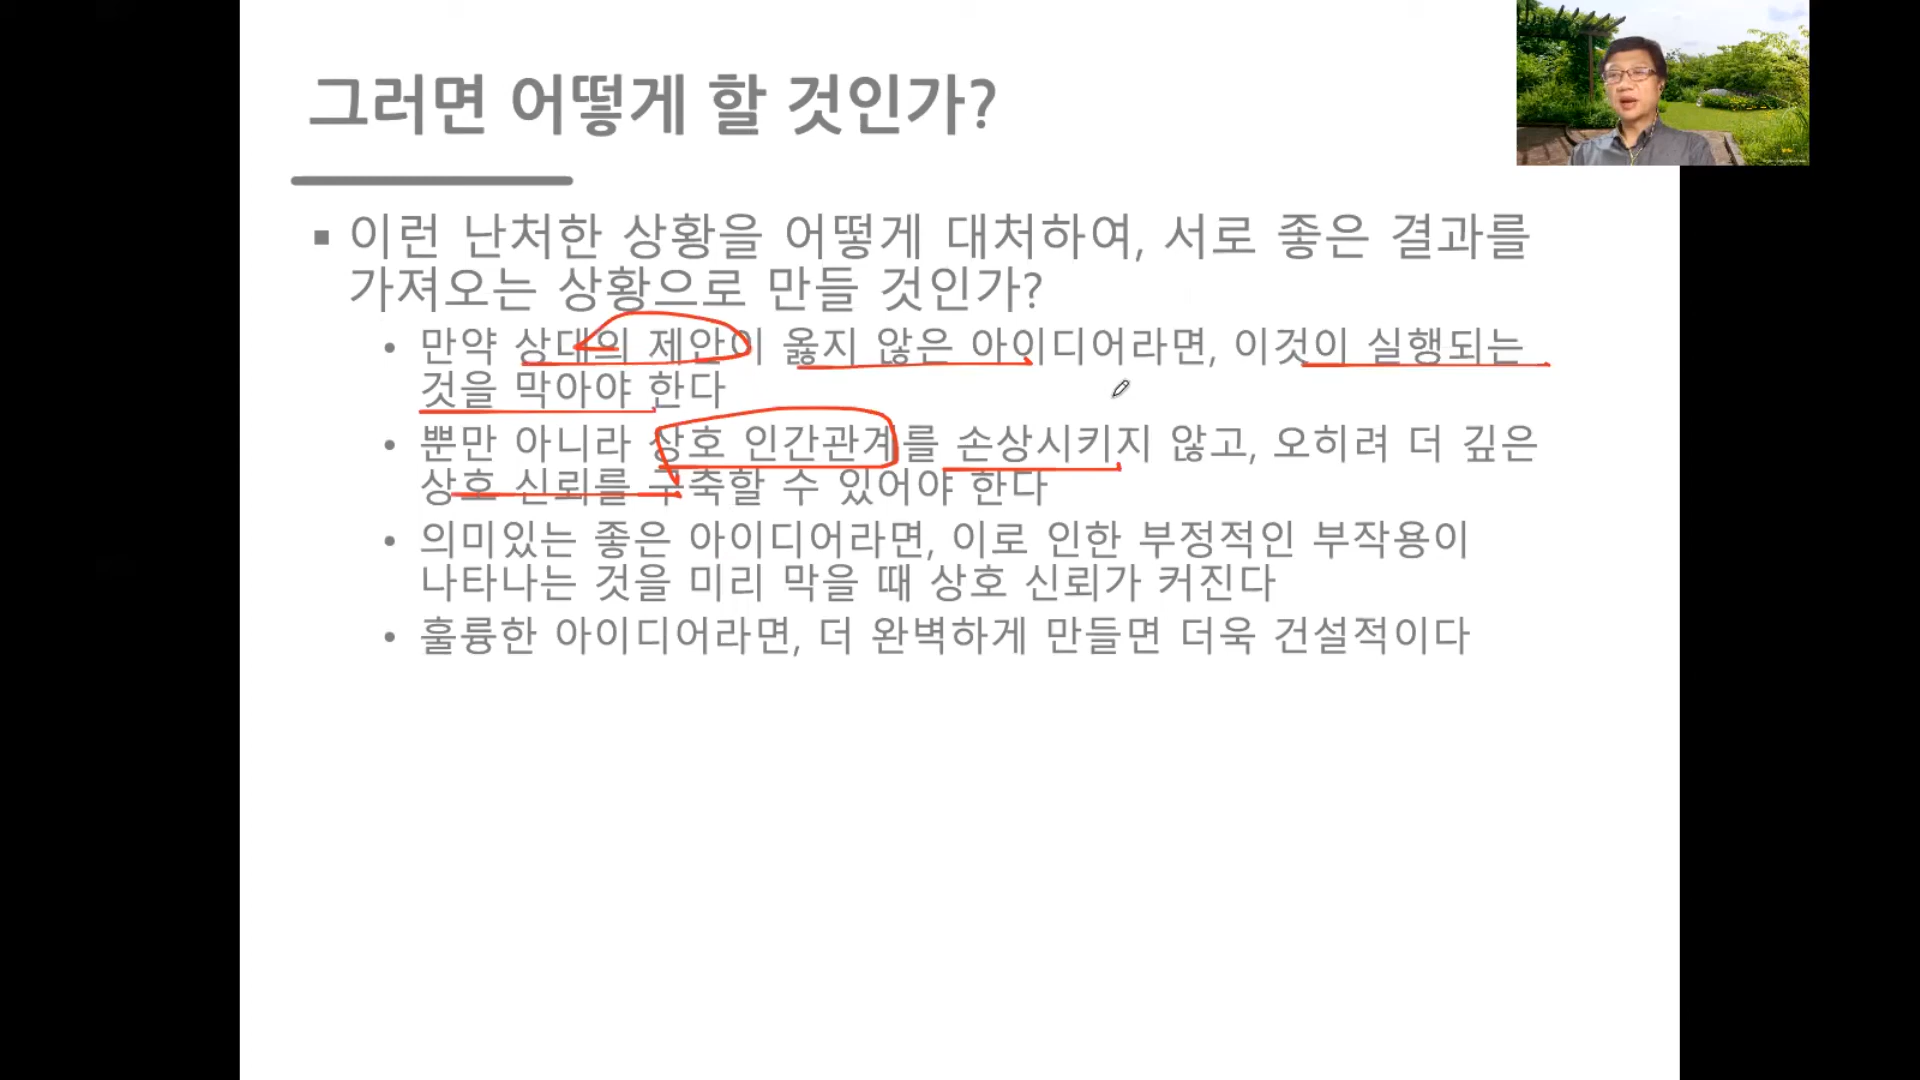 그러면 어떻게 할 것인가?
▪ 이런 난처한 상황을 어떻게 대처하여, 서로 좋은 결과를
가져오는 상황으로 만들 것인가?
• 만약 상대의 제안이 옳지 않은 아이디어라면, 이것이 실행되는
것을 막아야 한다
• 뿐만 아니라 상호 인간관계를 손상시키지 않고, 오히려 더 깊은
상호 신뢰를 구축할 수 있어야 한다
• 의미있는 좋은 아이디어라면, 이로 인한 부정적인 부작용이
나타나는 것을 미리 막을 때 상호 신뢰가 커진다
• 훌륭한 아이디어라면, 더 완벽하게 만들면 더욱 건설적이다